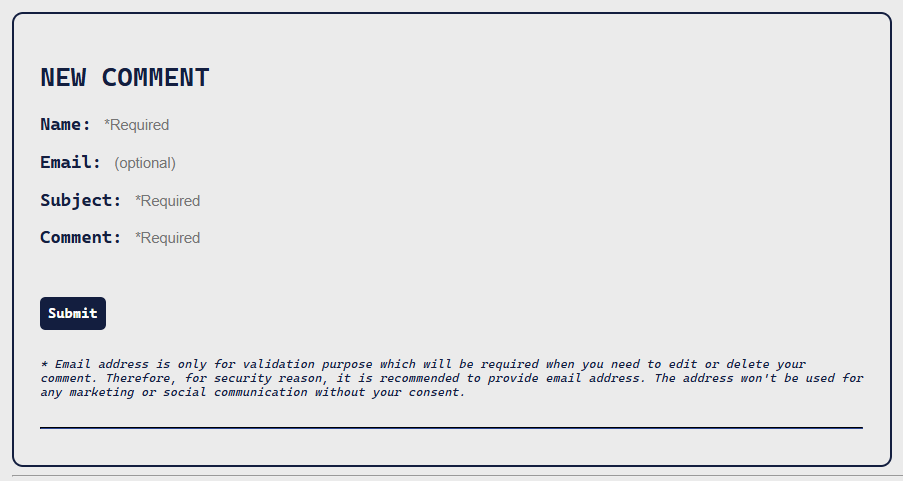 NEW COMMENT
Name: *Required
Email: (optional)
Subject: *Required
Comment: *Required
Submit
* Email address is only for validation purpose which will be required when you need to edit or delete your
comment. Therefore, for security reason, it is recommended to provide email address. The address won't be used for
any marketing or social communication without your consent.